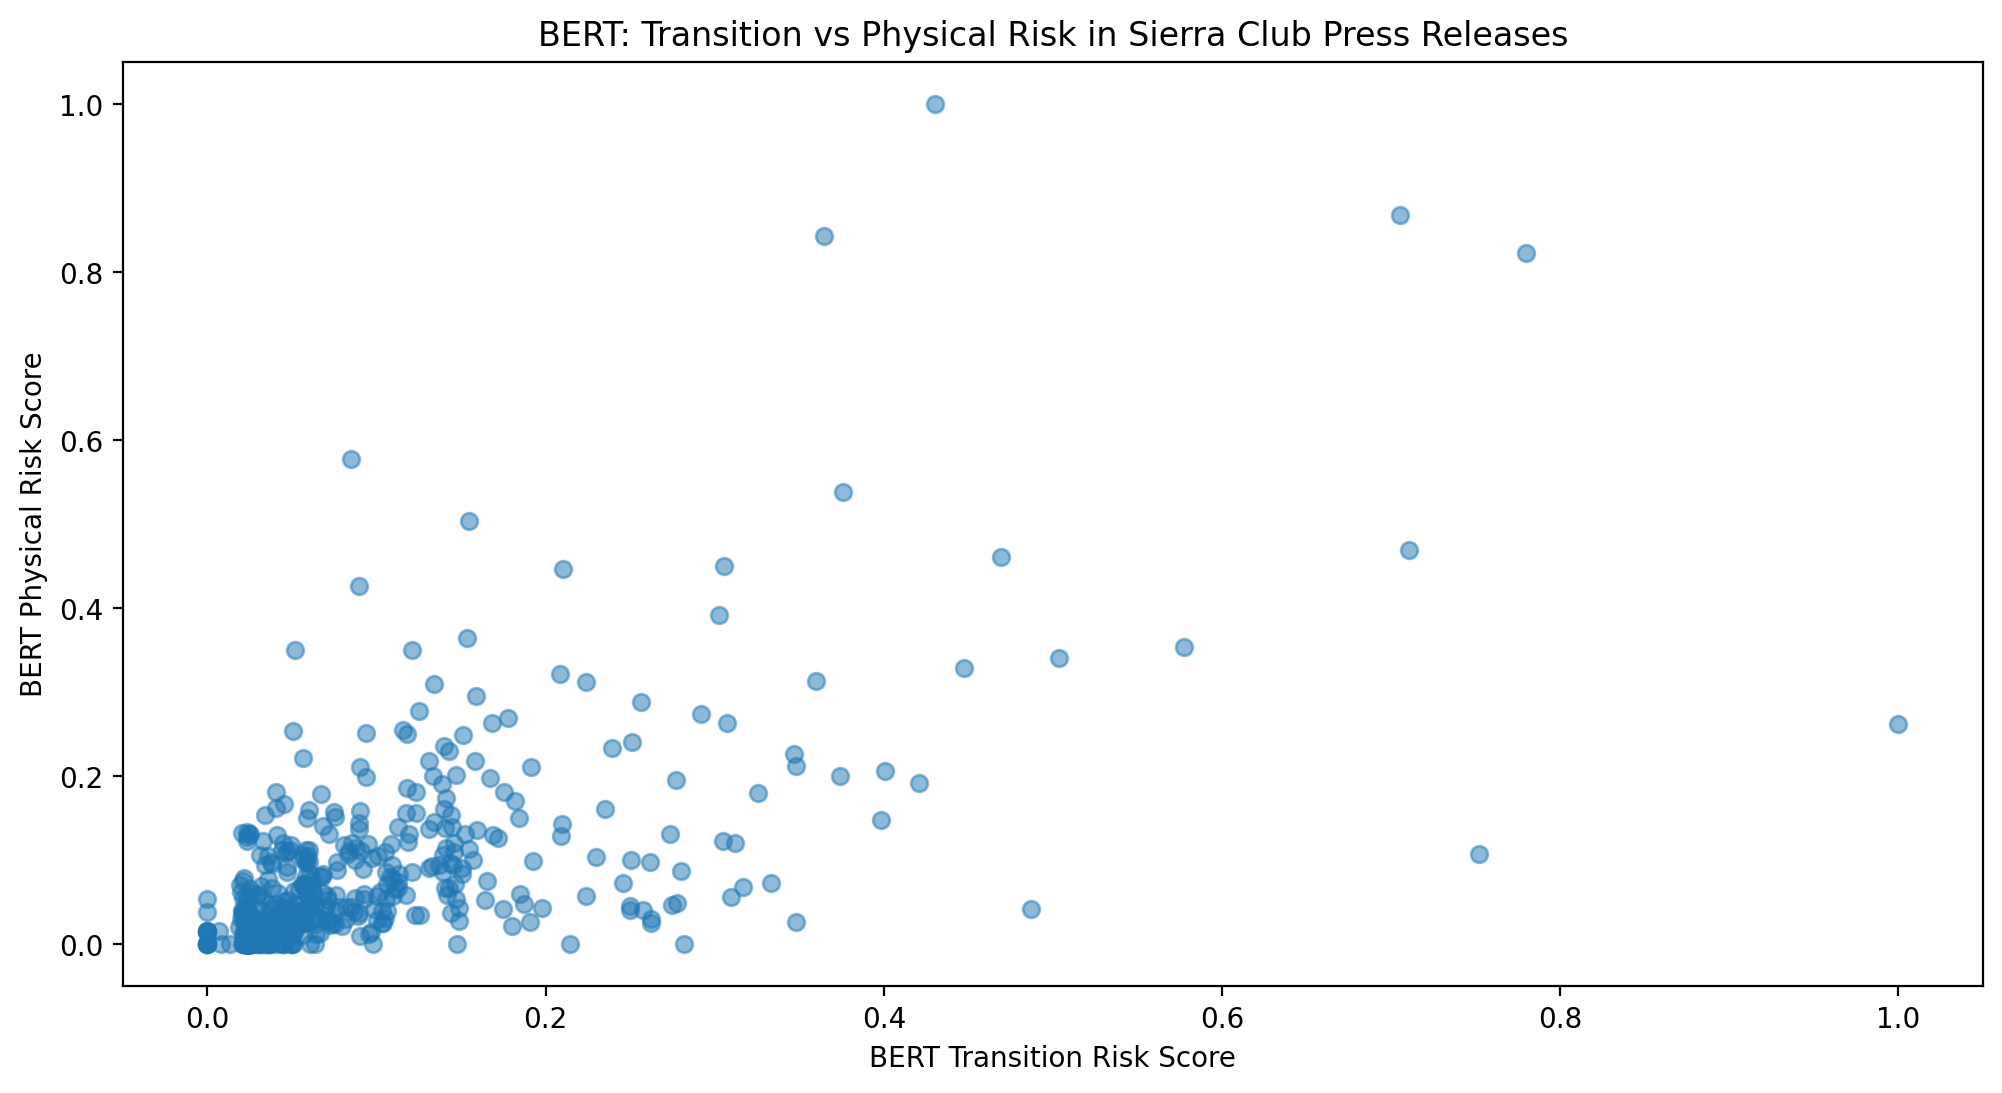 BERT: Transition vs Physical Risk in Sierra Club Press Releases
BERT Physical Risk Score
1.0
0.8
0.6
0.4
0.2
0.0
0.0 0.2 0.4 0.6 0.8 1.0
BERT Transition Risk Score